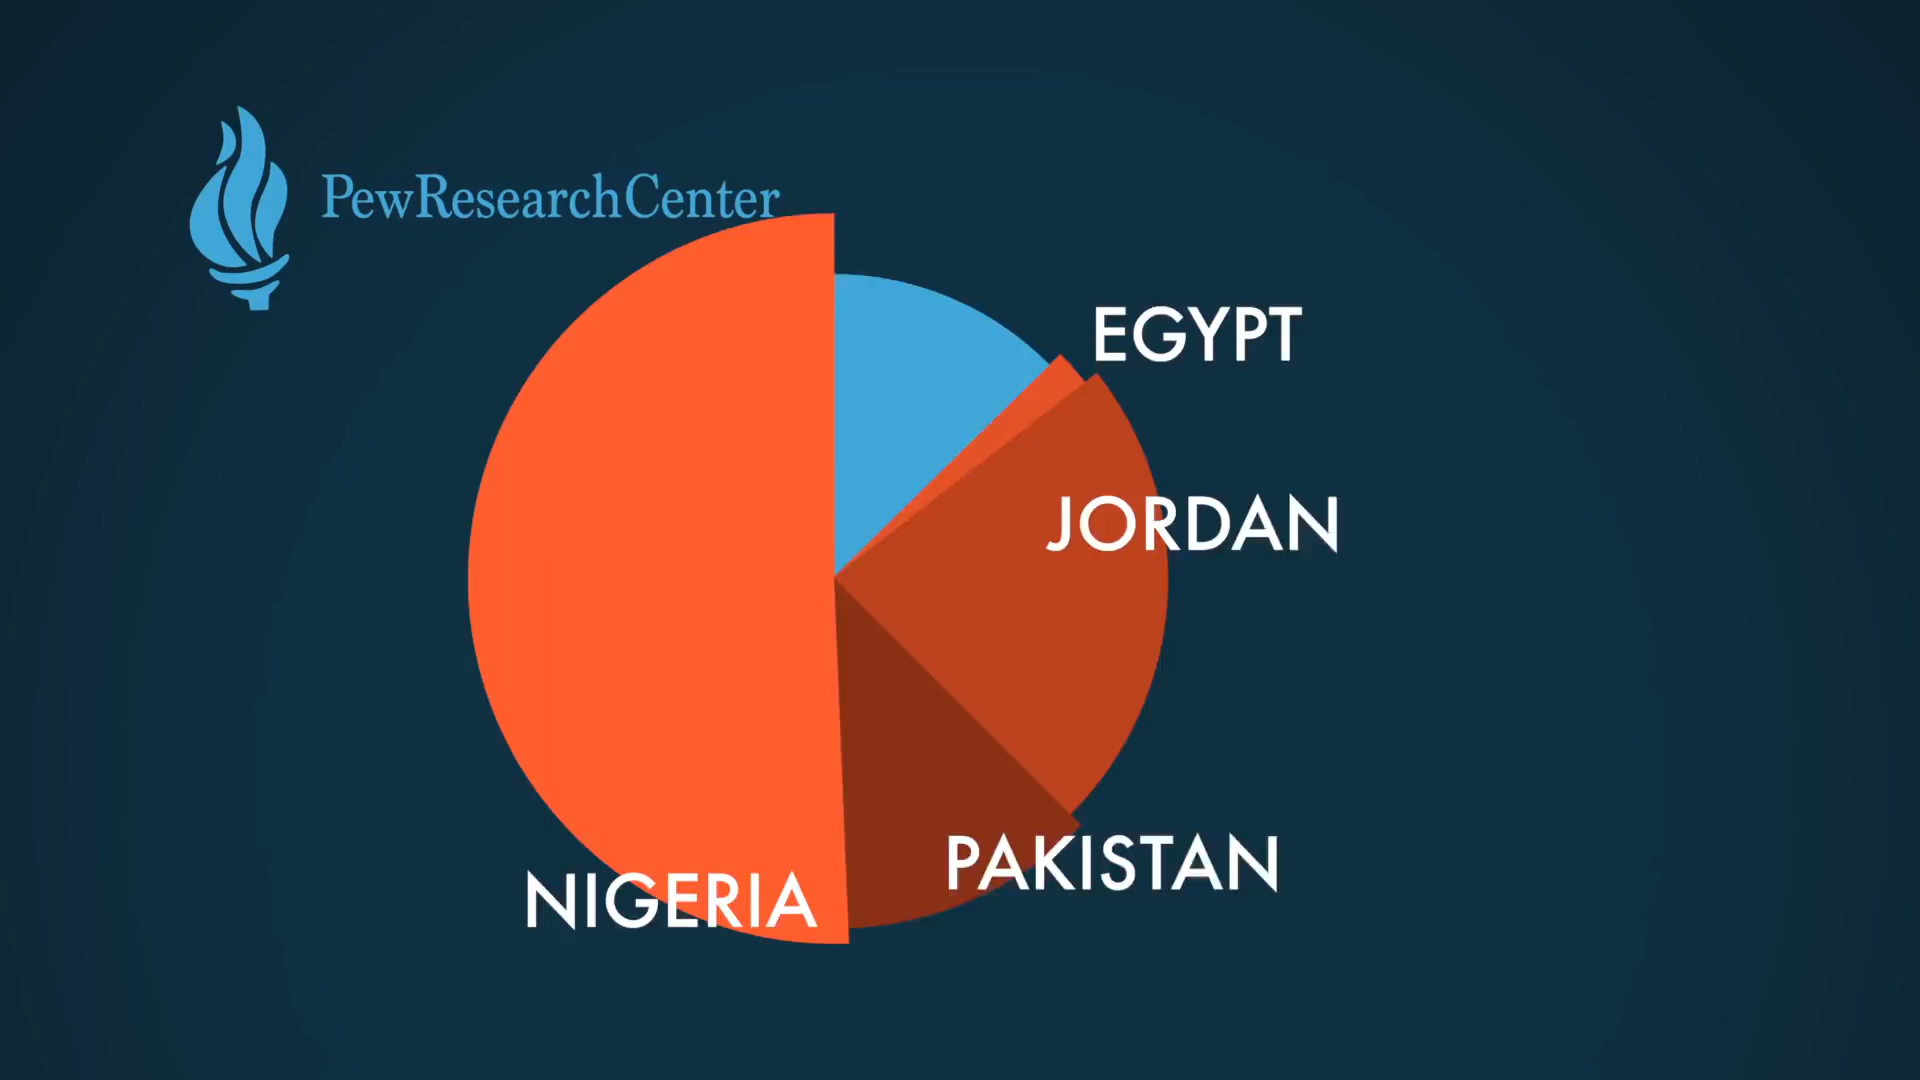 PewResearchCenter
EGYPT
JORDAN
PAKISTAN
NIGERIA